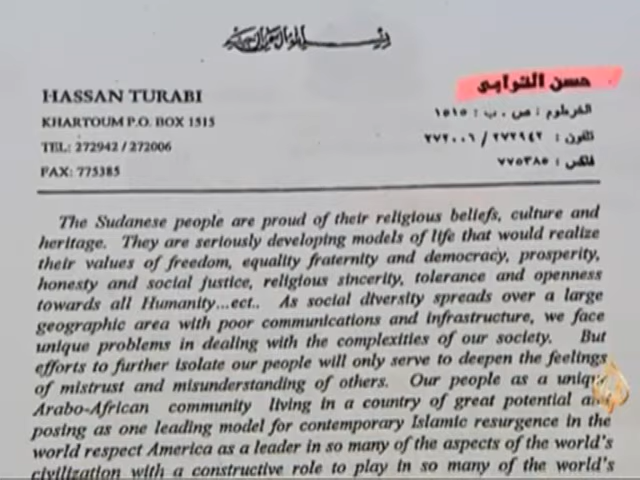 HASSAN TURABI
KHARTOUM P.O. BOX 1515
TEL: 272942 / 272006
FAX: 775385
حسن الترابى
الخرطوم : ص . ب : ١٥١٥
تلفون : ٢٧٢٩٤٢ / ٢٧٢٠٠٦
فاكس : ٧٧٥٣٨٥
The Sudanese people are proud of their religious beliefs, culture and
heritage. They are seriously developing models of life that would realize
their values of freedom, equality fraternity and democracy, prosperity,
honesty and social justice, religious sincerity, tolerance and openness
towards all Humanity...ect.. As social diversity spreads over a large
geographic area with poor communications and infrastructure, we face
unique problems in dealing with the complexities of our society. But
efforts to further isolate our people will only serve to deepen the feelings
of mistrust and misunderstanding of others. Our people as a unique
Arabo-African community living in a country of great potential and
posing as one leading model for contemporary Islamic resurgence in the
world respect America as a leader in so many of the aspects of the world's
civilization with a constructive role to play in so many of the world's